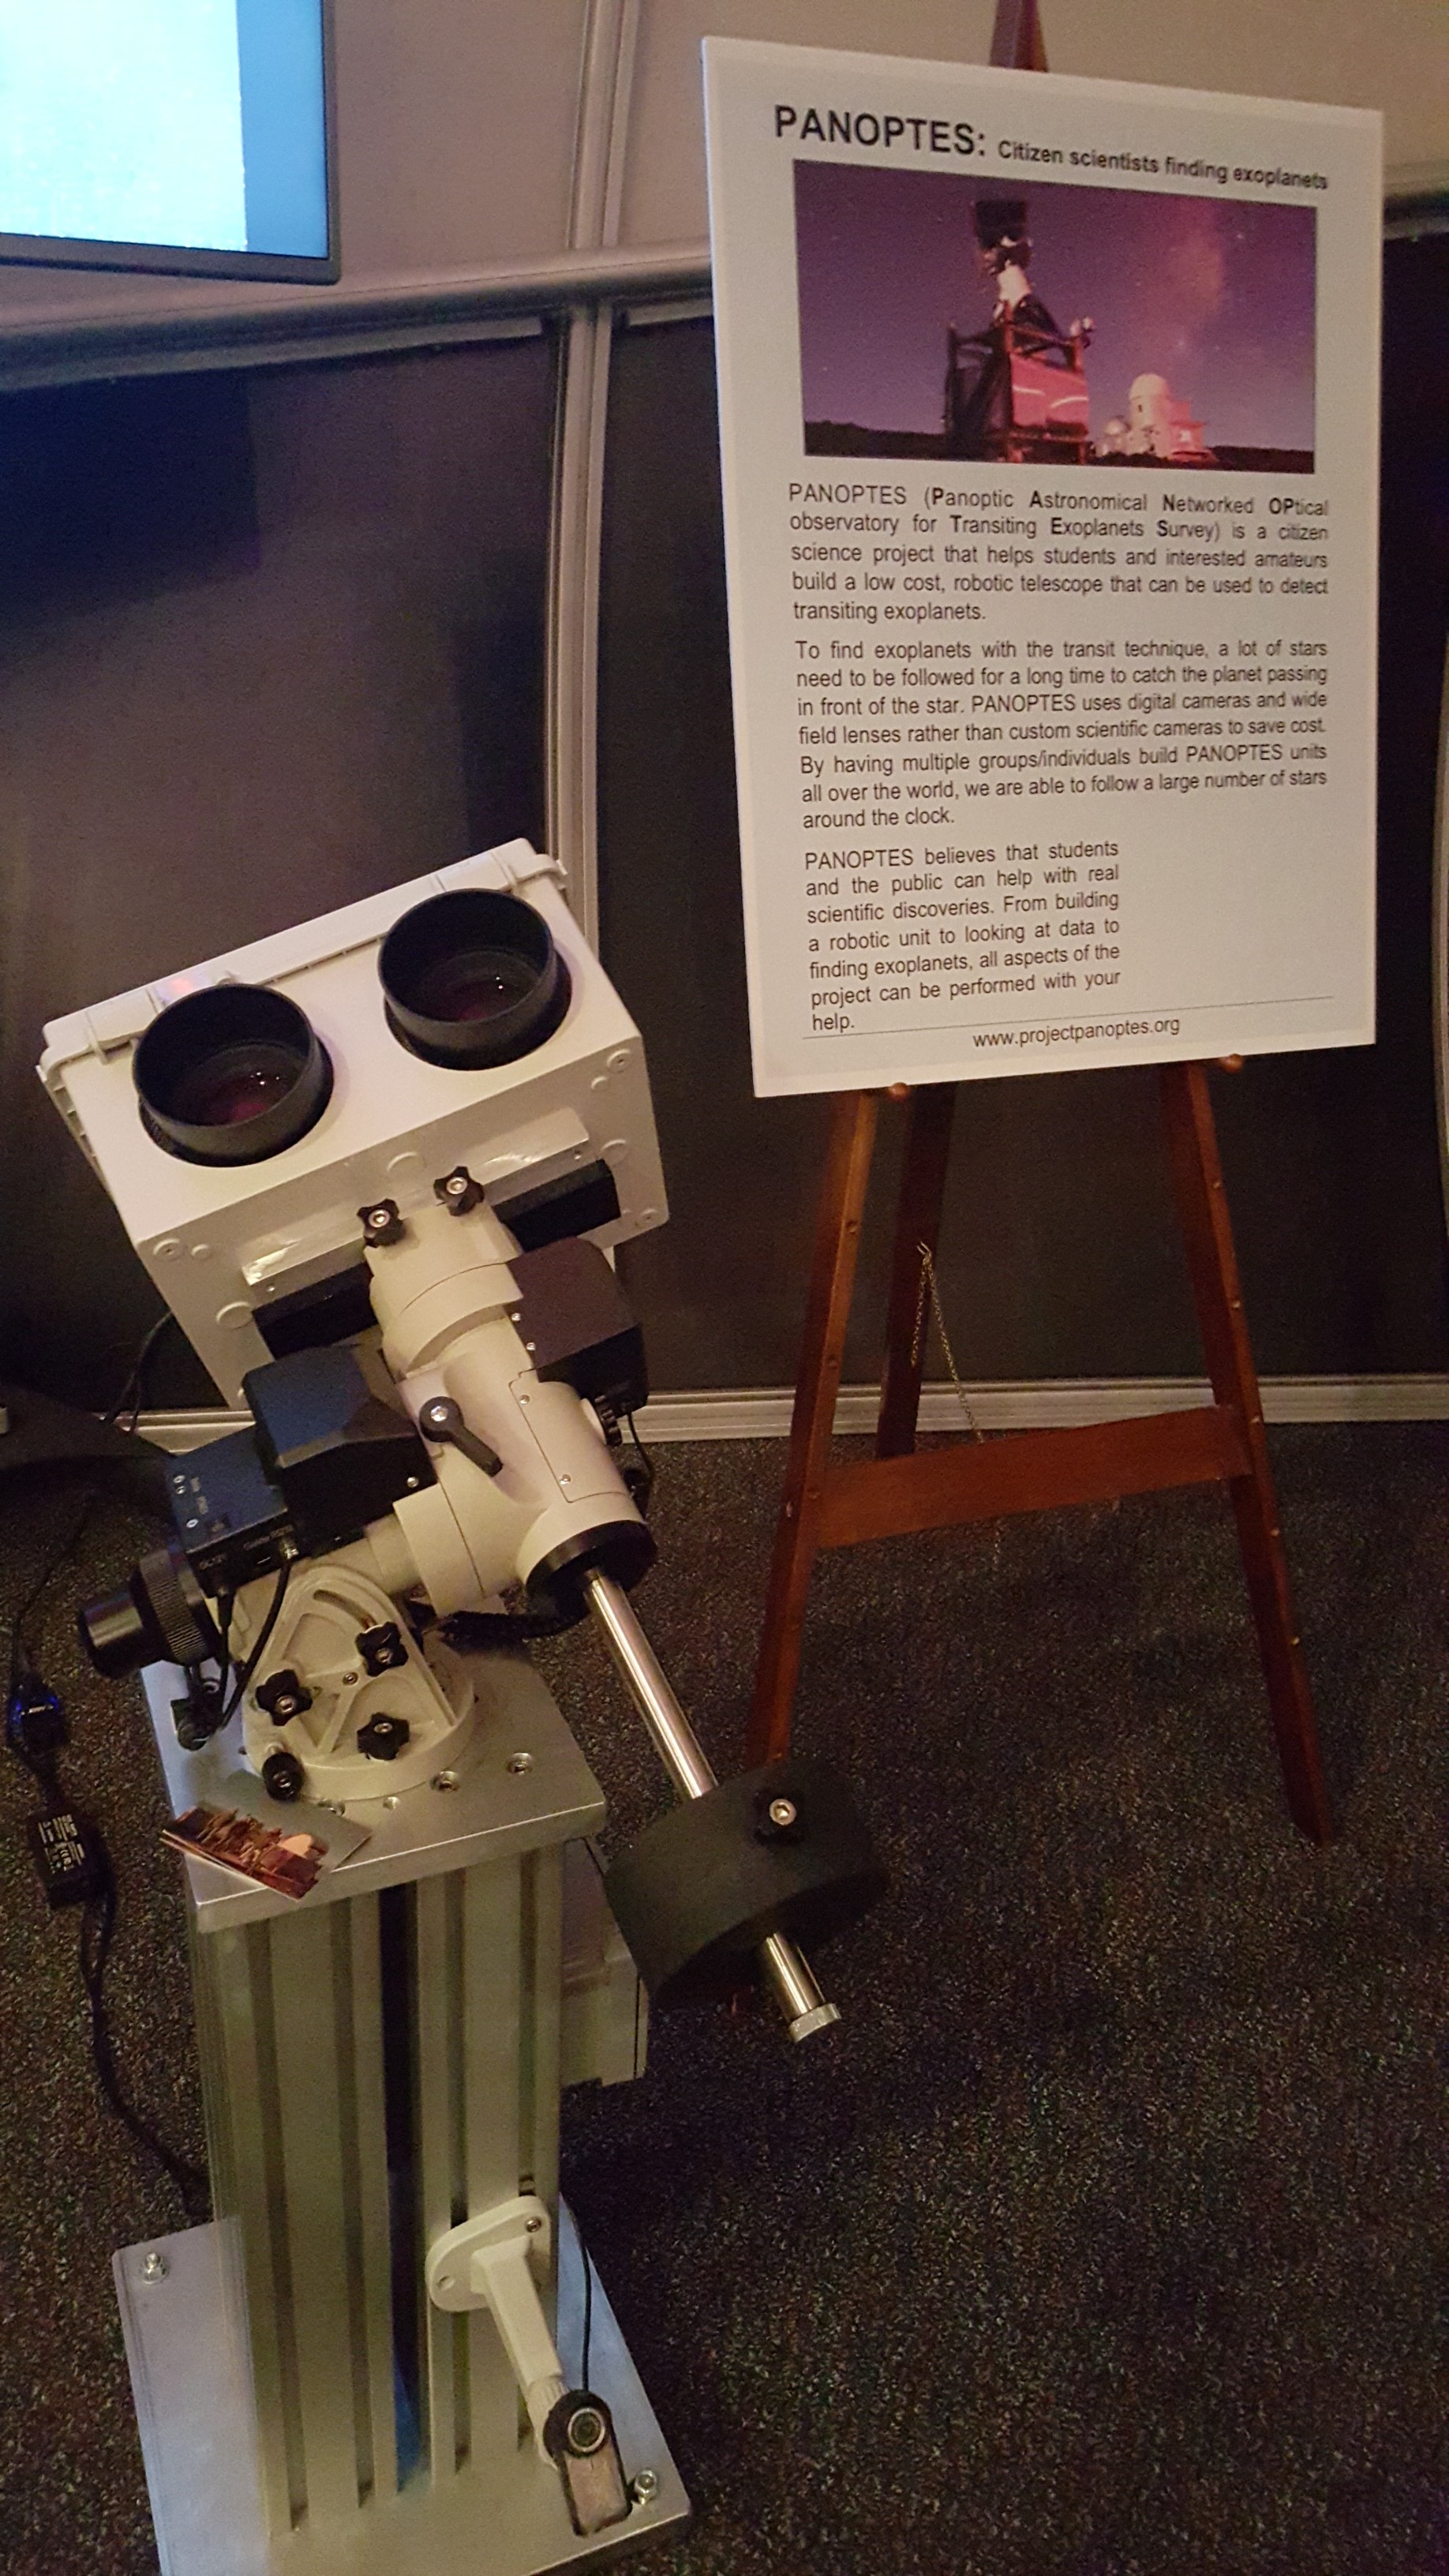 PANOPTES: Citizen scientists finding exoplanets
PANOPTES (Panoptic Astronomical Networked OPtical
observatory for Transiting Exoplanets Survey) is a citizen
science project that helps students and interested amateurs
build a low cost, robotic telescope that can be used to detect
transiting exoplanets.
To find exoplanets with the transit technique, a lot of stars
need to be followed for a long time to catch the planet passing
in front of the star. PANOPTES uses digital cameras and wide
field lenses rather than custom scientific cameras to save cost.
By having multiple groups/individuals build PANOPTES units
all over the world, we are able to follow a large number of stars
around the clock.
PANOPTES believes that students
and the public can help with real
scientific discoveries. From building
a robotic unit to looking at data to
finding exoplanets, all aspects of the
project can be performed with your
help.
www.projectpanoptes.org